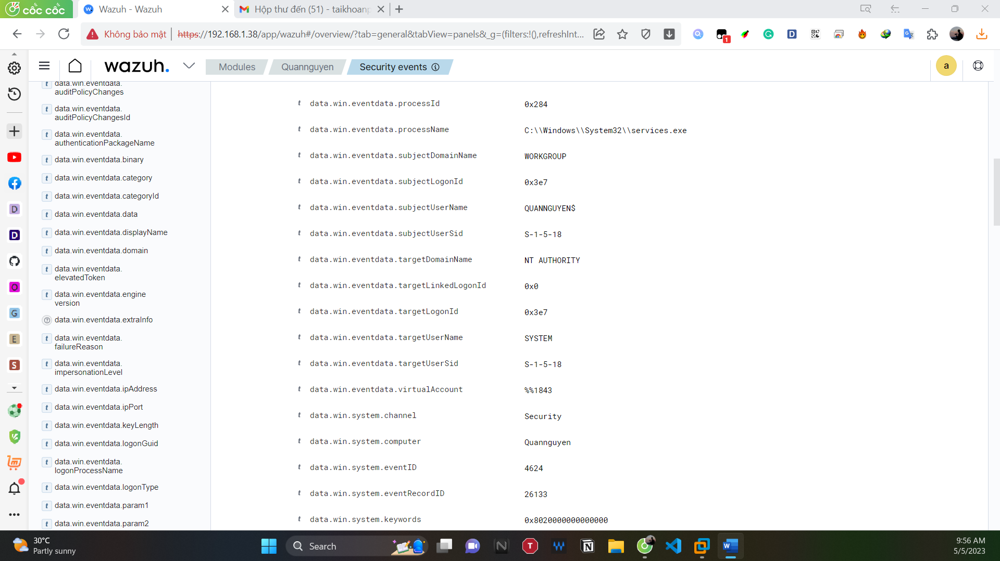 cốc cốc
Wazuh - Wazuh
Hộp thư đến (51) - taikhoanp
Không bảo mật
https://192.168.1.38/app/wazuh#/overview/?tab=general&tabView=panels&_g=(filters:!(),refreshInt...
1
wazuh.
Modules
Quannguyen
Security events
a
data.win.eventdata.
auditPolicyChanges
data.win.eventdata.
auditPolicyChangesId
data.win.eventdata.
authenticationPackageName
data.win.eventdata.binary
data.win.eventdata.category
data.win.eventdata.categoryId
data.win.eventdata.data
data.win.eventdata.displayName
data.win.eventdata.domain
data.win.eventdata.
elevatedToken
data.win.eventdata.engine
version
data.win.eventdata.extraInfo
data.win.eventdata.
failureReason
data.win.eventdata.
impersonationLevel
data.win.eventdata.ipAddress
data.win.eventdata.ipPort
data.win.eventdata.keyLength
data.win.eventdata.logonGuid
data.win.eventdata.
logonProcessName
data.win.eventdata.logonType
data.win.eventdata.param1
data.win.eventdata.param2
data.win.eventdata.processId 0x284
data.win.eventdata.processName C:\\Windows\\System32\\services.exe
data.win.eventdata.subjectDomainName WORKGROUP
data.win.eventdata.subjectLogonId 0x3e7
data.win.eventdata.subjectUserName QUANNGUYEN$
data.win.eventdata.subjectUserSid S-1-5-18
data.win.eventdata.targetDomainName NT AUTHORITY
data.win.eventdata.targetLinkedLogonId 0x0
data.win.eventdata.targetLogonId 0x3e7
data.win.eventdata.targetUserName SYSTEM
data.win.eventdata.targetUserSid S-1-5-18
data.win.eventdata.virtualAccount %%1843
data.win.system.channel Security
data.win.system.computer Quannguyen
data.win.system.eventID 4624
data.win.system.eventRecordID 26133
data.win.system.keywords 0x8020000000000000
30°C
Partly sunny
Search
9:56 AM
5/5/2023